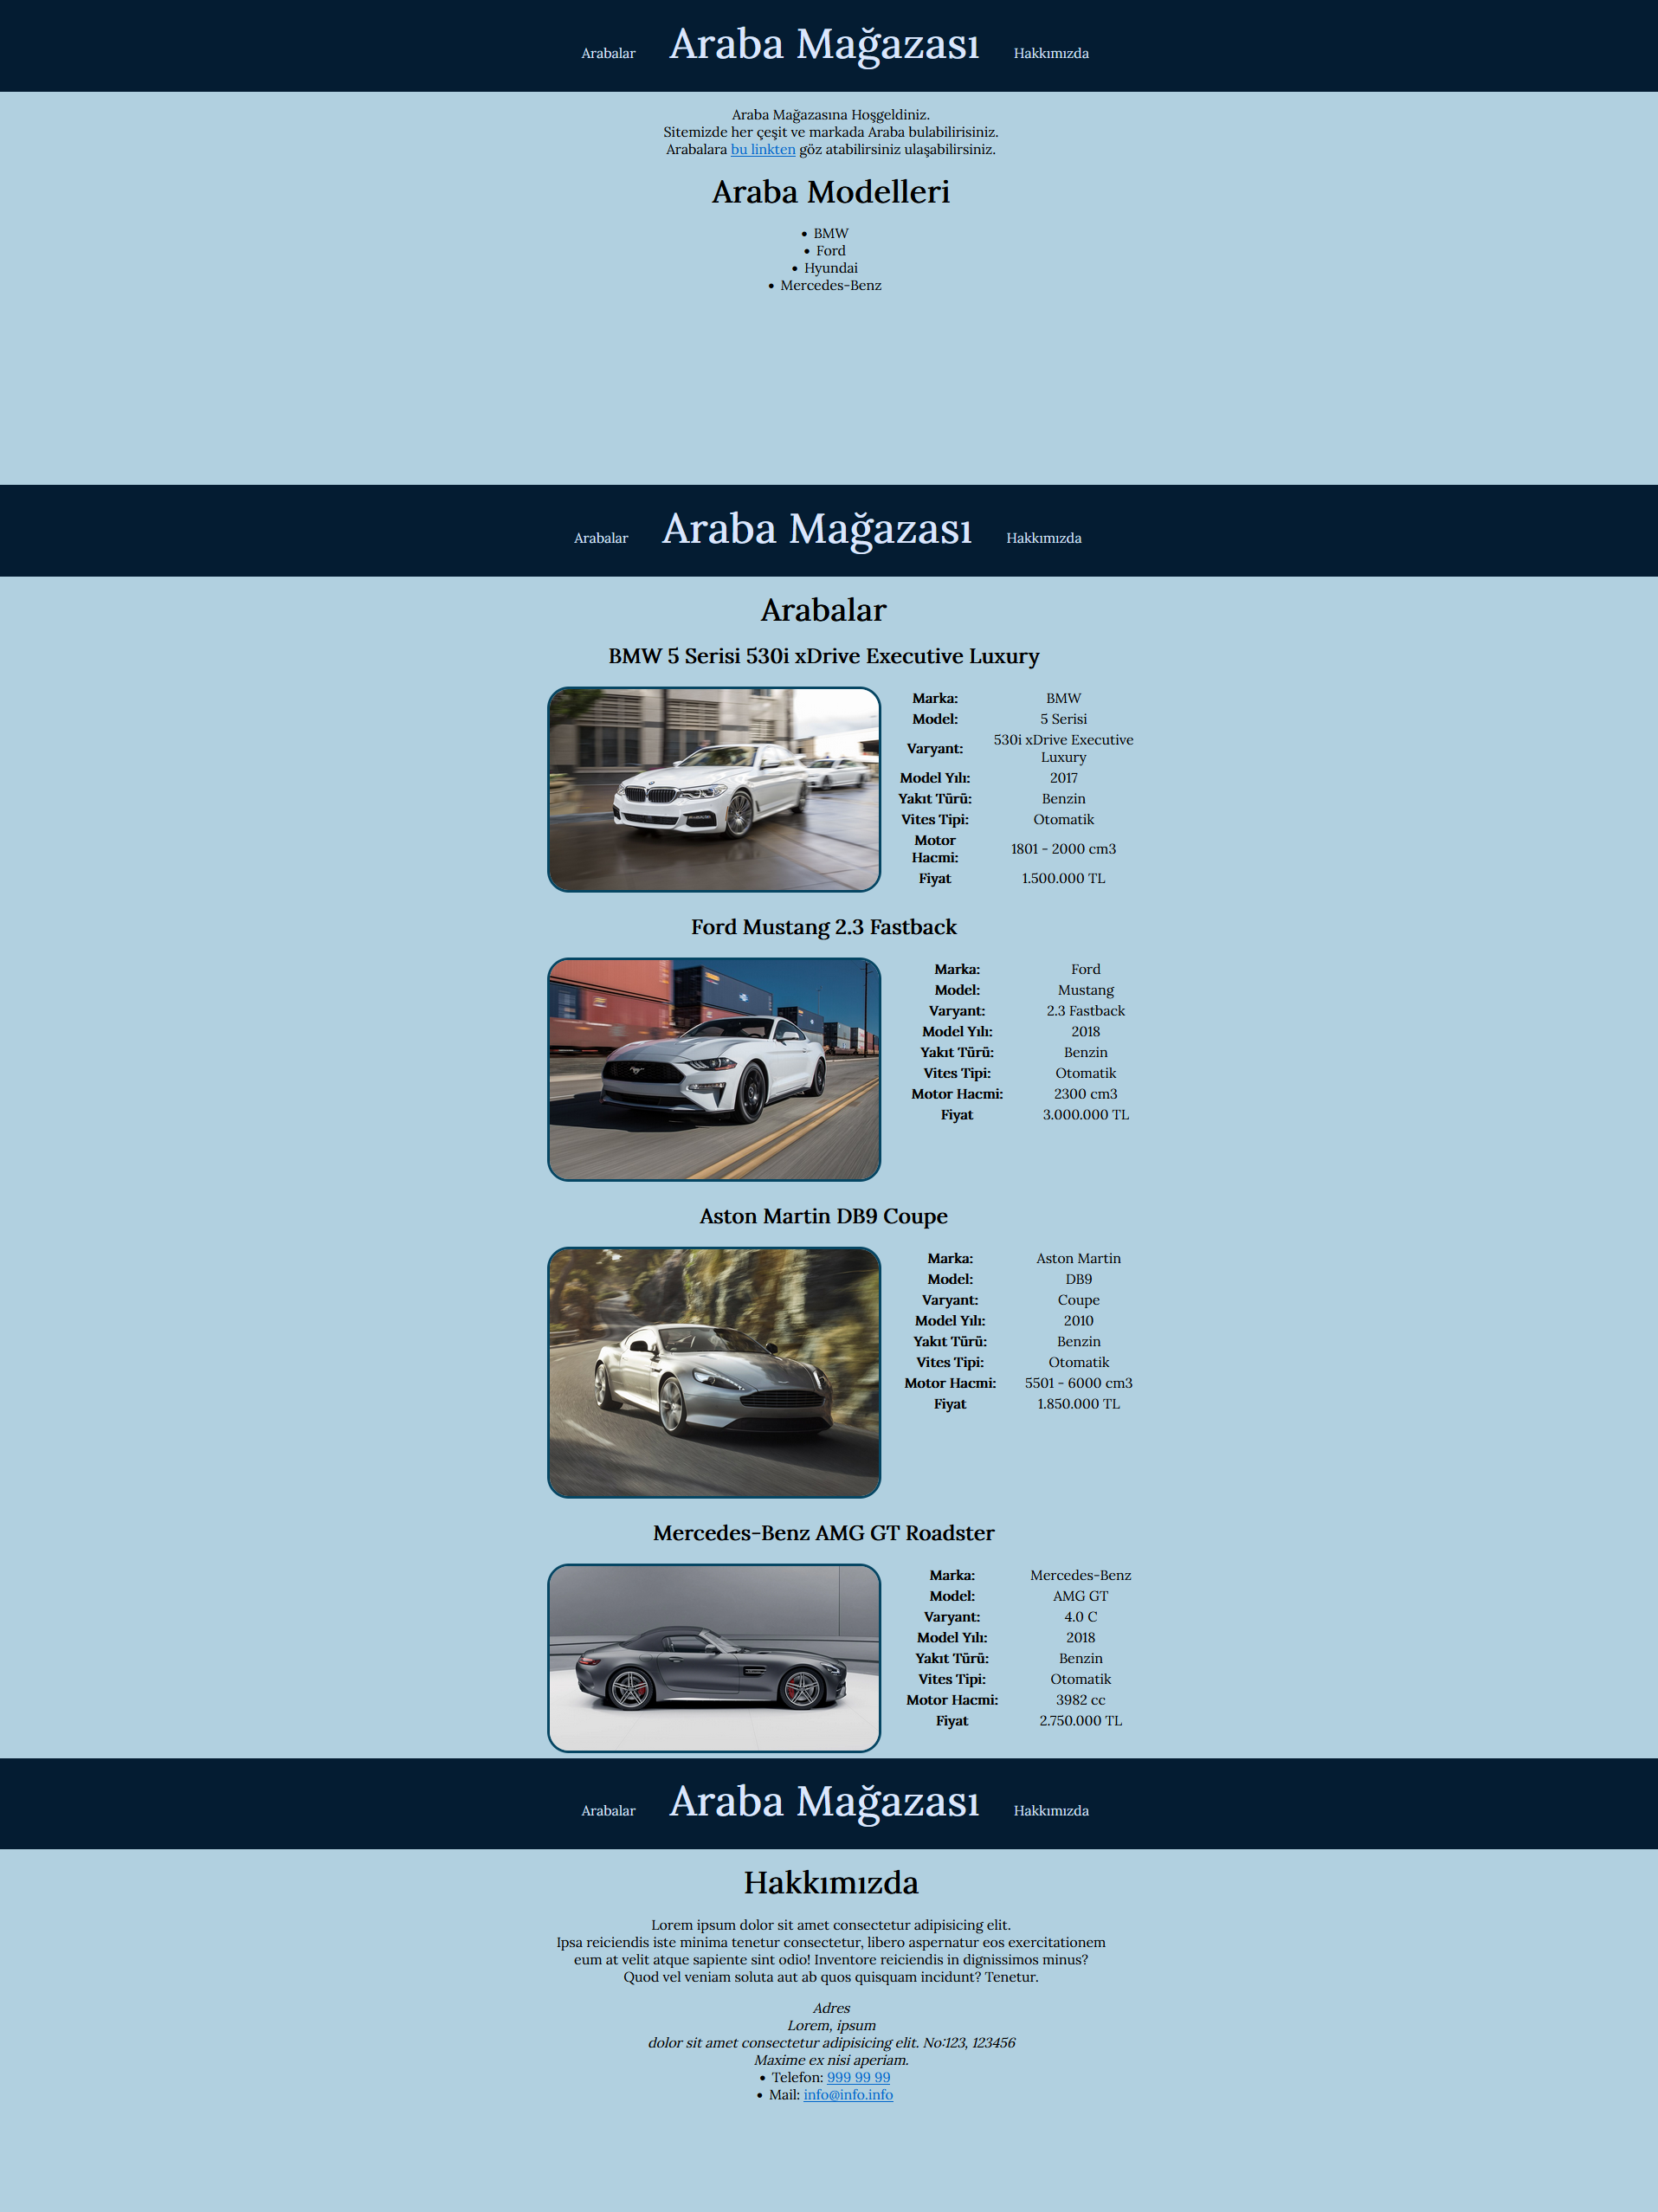 Arabalar Araba Mağazası Hakkımızda
Araba Mağazasına Hoşgeldiniz.
Sitemizde her çeşit ve markada Araba bulabilirisiniz.
Arabalara bu linkten göz atabilirsiniz ulaşabilirsiniz.
Araba Modelleri
• BMW
• Ford
• Hyundai
• Mercedes-Benz
Arabalar Araba Mağazası Hakkımızda
Arabalar
BMW 5 Serisi 530i xDrive Executive Luxury
Marka: BMW
Model: 5 Serisi
Varyant: 530i xDrive Executive
Luxury
Model Yılı: 2017
Yakıt Türü: Benzin
Vites Tipi: Otomatik
Motor
Hacmi: 1801 - 2000 cm3
Fiyat 1.500.000 TL
Ford Mustang 2.3 Fastback
Marka: Ford
Model: Mustang
Varyant: 2.3 Fastback
Model Yılı: 2018
Yakıt Türü: Benzin
Vites Tipi: Otomatik
Motor Hacmi: 2300 cm3
Fiyat 3.000.000 TL
Aston Martin DB9 Coupe
Marka: Aston Martin
Model: DB9
Varyant: Coupe
Model Yılı: 2010
Yakıt Türü: Benzin
Vites Tipi: Otomatik
Motor Hacmi: 5501 - 6000 cm3
Fiyat 1.850.000 TL
Mercedes-Benz AMG GT Roadster
Marka: Mercedes-Benz
Model: AMG GT
Varyant: 4.0 C
Model Yılı: 2018
Yakıt Türü: Benzin
Vites Tipi: Otomatik
Motor Hacmi: 3982 cc
Fiyat 2.750.000 TL
Arabalar Araba Mağazası Hakkımızda
Hakkımızda
Lorem ipsum dolor sit amet consectetur adipisicing elit.
Ipsa reiciendis iste minima tenetur consectetur, libero aspernatur eos exercitationem
eum at velit atque sapiente sint odio! Inventore reiciendis in dignissimos minus?
Quod vel veniam soluta aut ab quos quisquam incidunt? Tenetur.
Adres
Lorem, ipsum
dolor sit amet consectetur adipisicing elit. No:123, 123456
Maxime ex nisi aperiam.
• Telefon: 999 99 99
• Mail: info@info.info